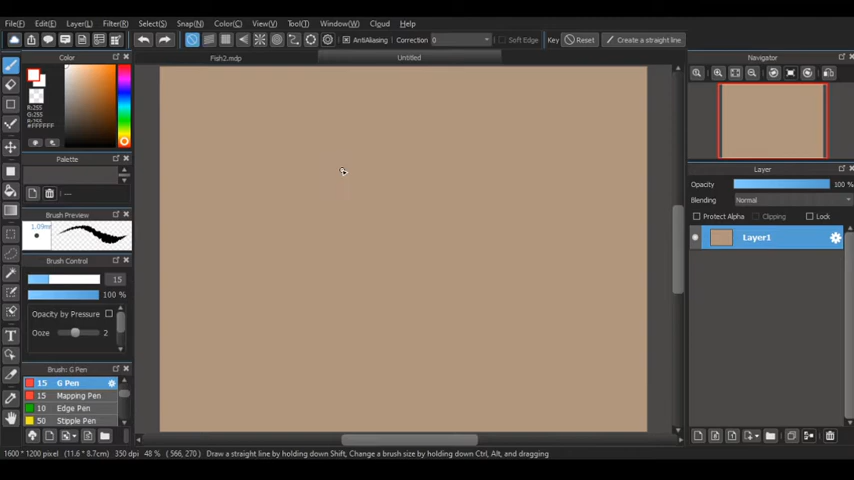 File(F) Edit(E) Layer(L) Filter(R) Select(S) Snap(N) Color(C) View(V) Tool(T) Window(W) Cloud Help
AntiAliasing Correction 0 Soft Edge Key Reset Create a straight line
Color
Fish2.mdp Untitled
Navigator
R:255
G:255
B:255
#FFFFFF
Palette
---
Brush Preview
Brush Control
15
100 %
Opacity by Pressure
Ooze 2
Brush: G Pen
15 G Pen
15 Mapping Pen
10 Edge Pen
50 Stipple Pen
Layer
Opacity 100 %
Blending Normal
Protect Alpha Clipping Lock
Layer1
1600 * 1200 pixel (11.6 * 8.7cm) 350 dpi 48 % (566, 270) Draw a straight line by holding down Shift, Change a brush size by holding down Ctrl, Alt, and dragging